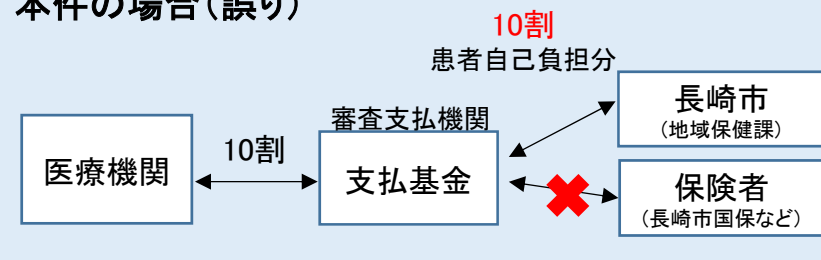 本件の場合(誤り)
10割
患者自己負担分
審査支払機関
長崎市
(地域保健課)
医療機関
10割
支払基金
保険者
(長崎市国保など)